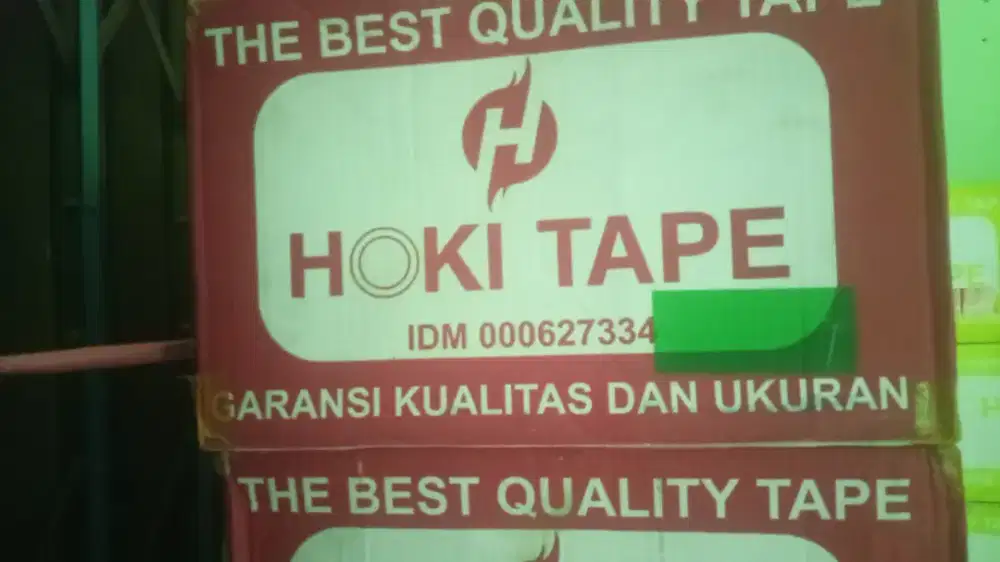 THE BEST QUALITY TAPE
H
HOKI TAPE
IDM 000627334
GARANSI KUALITAS DAN UKURAN
THE BEST QUALITY TAPE